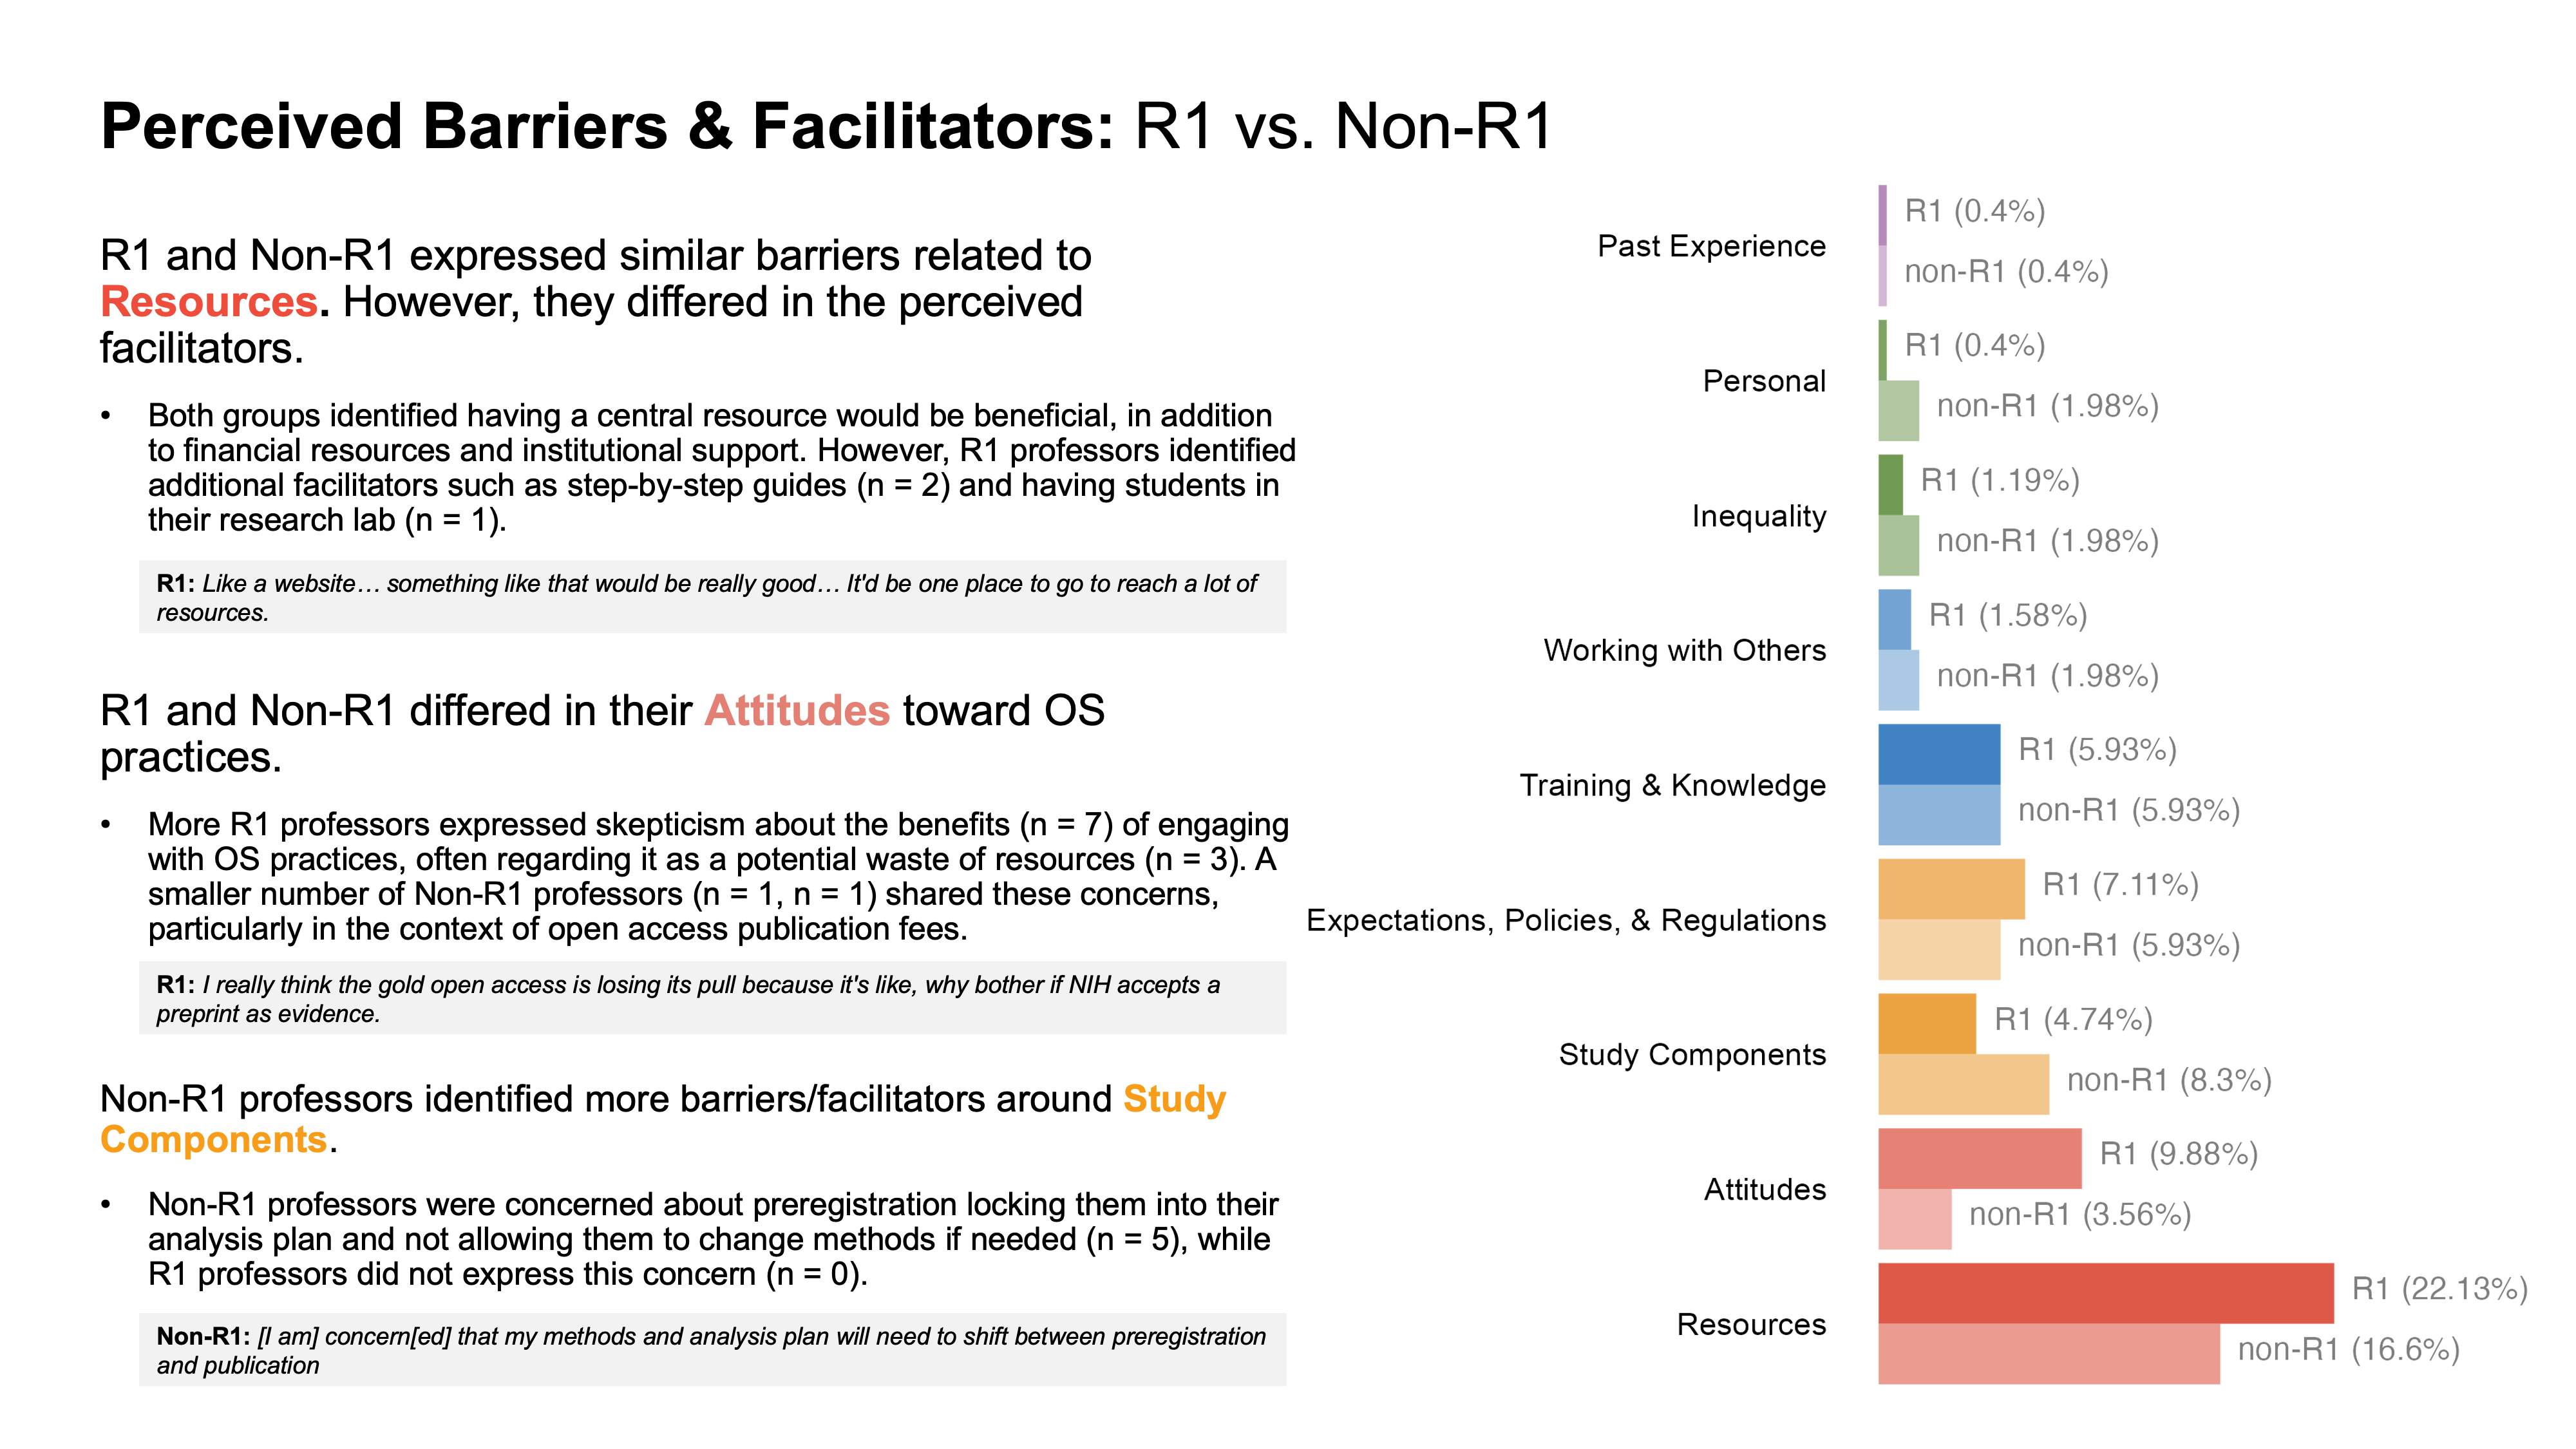 Perceived Barriers & Facilitators: R1 vs. Non-R1
R1 and Non-R1 expressed similar barriers related to
Resources. However, they differed in the perceived
facilitators.
• Both groups identified having a central resource would be beneficial, in addition
to financial resources and institutional support. However, R1 professors identified
additional facilitators such as step-by-step guides (n = 2) and having students in
their research lab (n = 1).
R1: Like a website… something like that would be really good… It'd be one place to go to reach a lot of
resources.
R1 and Non-R1 differed in their Attitudes toward OS
practices.
• More R1 professors expressed skepticism about the benefits (n = 7) of engaging
with OS practices, often regarding it as a potential waste of resources (n = 3). A
smaller number of Non-R1 professors (n = 1, n = 1) shared these concerns,
particularly in the context of open access publication fees.
R1: I really think the gold open access is losing its pull because it's like, why bother if NIH accepts a
preprint as evidence.
Non-R1 professors identified more barriers/facilitators around Study
Components.
• Non-R1 professors were concerned about preregistration locking them into their
analysis plan and not allowing them to change methods if needed (n = 5), while
R1 professors did not express this concern (n = 0).
Non-R1: [I am] concern[ed] that my methods and analysis plan will need to shift between preregistration
and publication
Past Experience
R1 (0.4%)
non-R1 (0.4%)
Personal
R1 (0.4%)
non-R1 (1.98%)
Inequality
R1 (1.19%)
non-R1 (1.98%)
Working with Others
R1 (1.58%)
non-R1 (1.98%)
Training & Knowledge
R1 (5.93%)
non-R1 (5.93%)
Expectations, Policies, & Regulations
R1 (7.11%)
non-R1 (5.93%)
Study Components
R1 (4.74%)
non-R1 (8.3%)
Attitudes
R1 (9.88%)
non-R1 (3.56%)
Resources
R1 (22.13%)
non-R1 (16.6%)